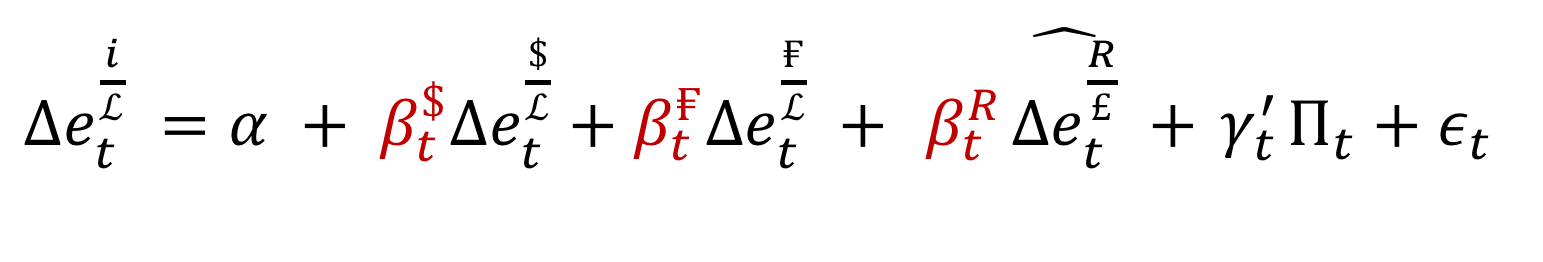 Δe_t^{i/ℒ} = α + β_t^$ Δe_t^{$/ℒ} + β_t^₣ Δe_t^{₣/ℒ} + β_t^R \widehat{Δe_t^{R/£}} + γ_t′ Π_t + ϵ_t